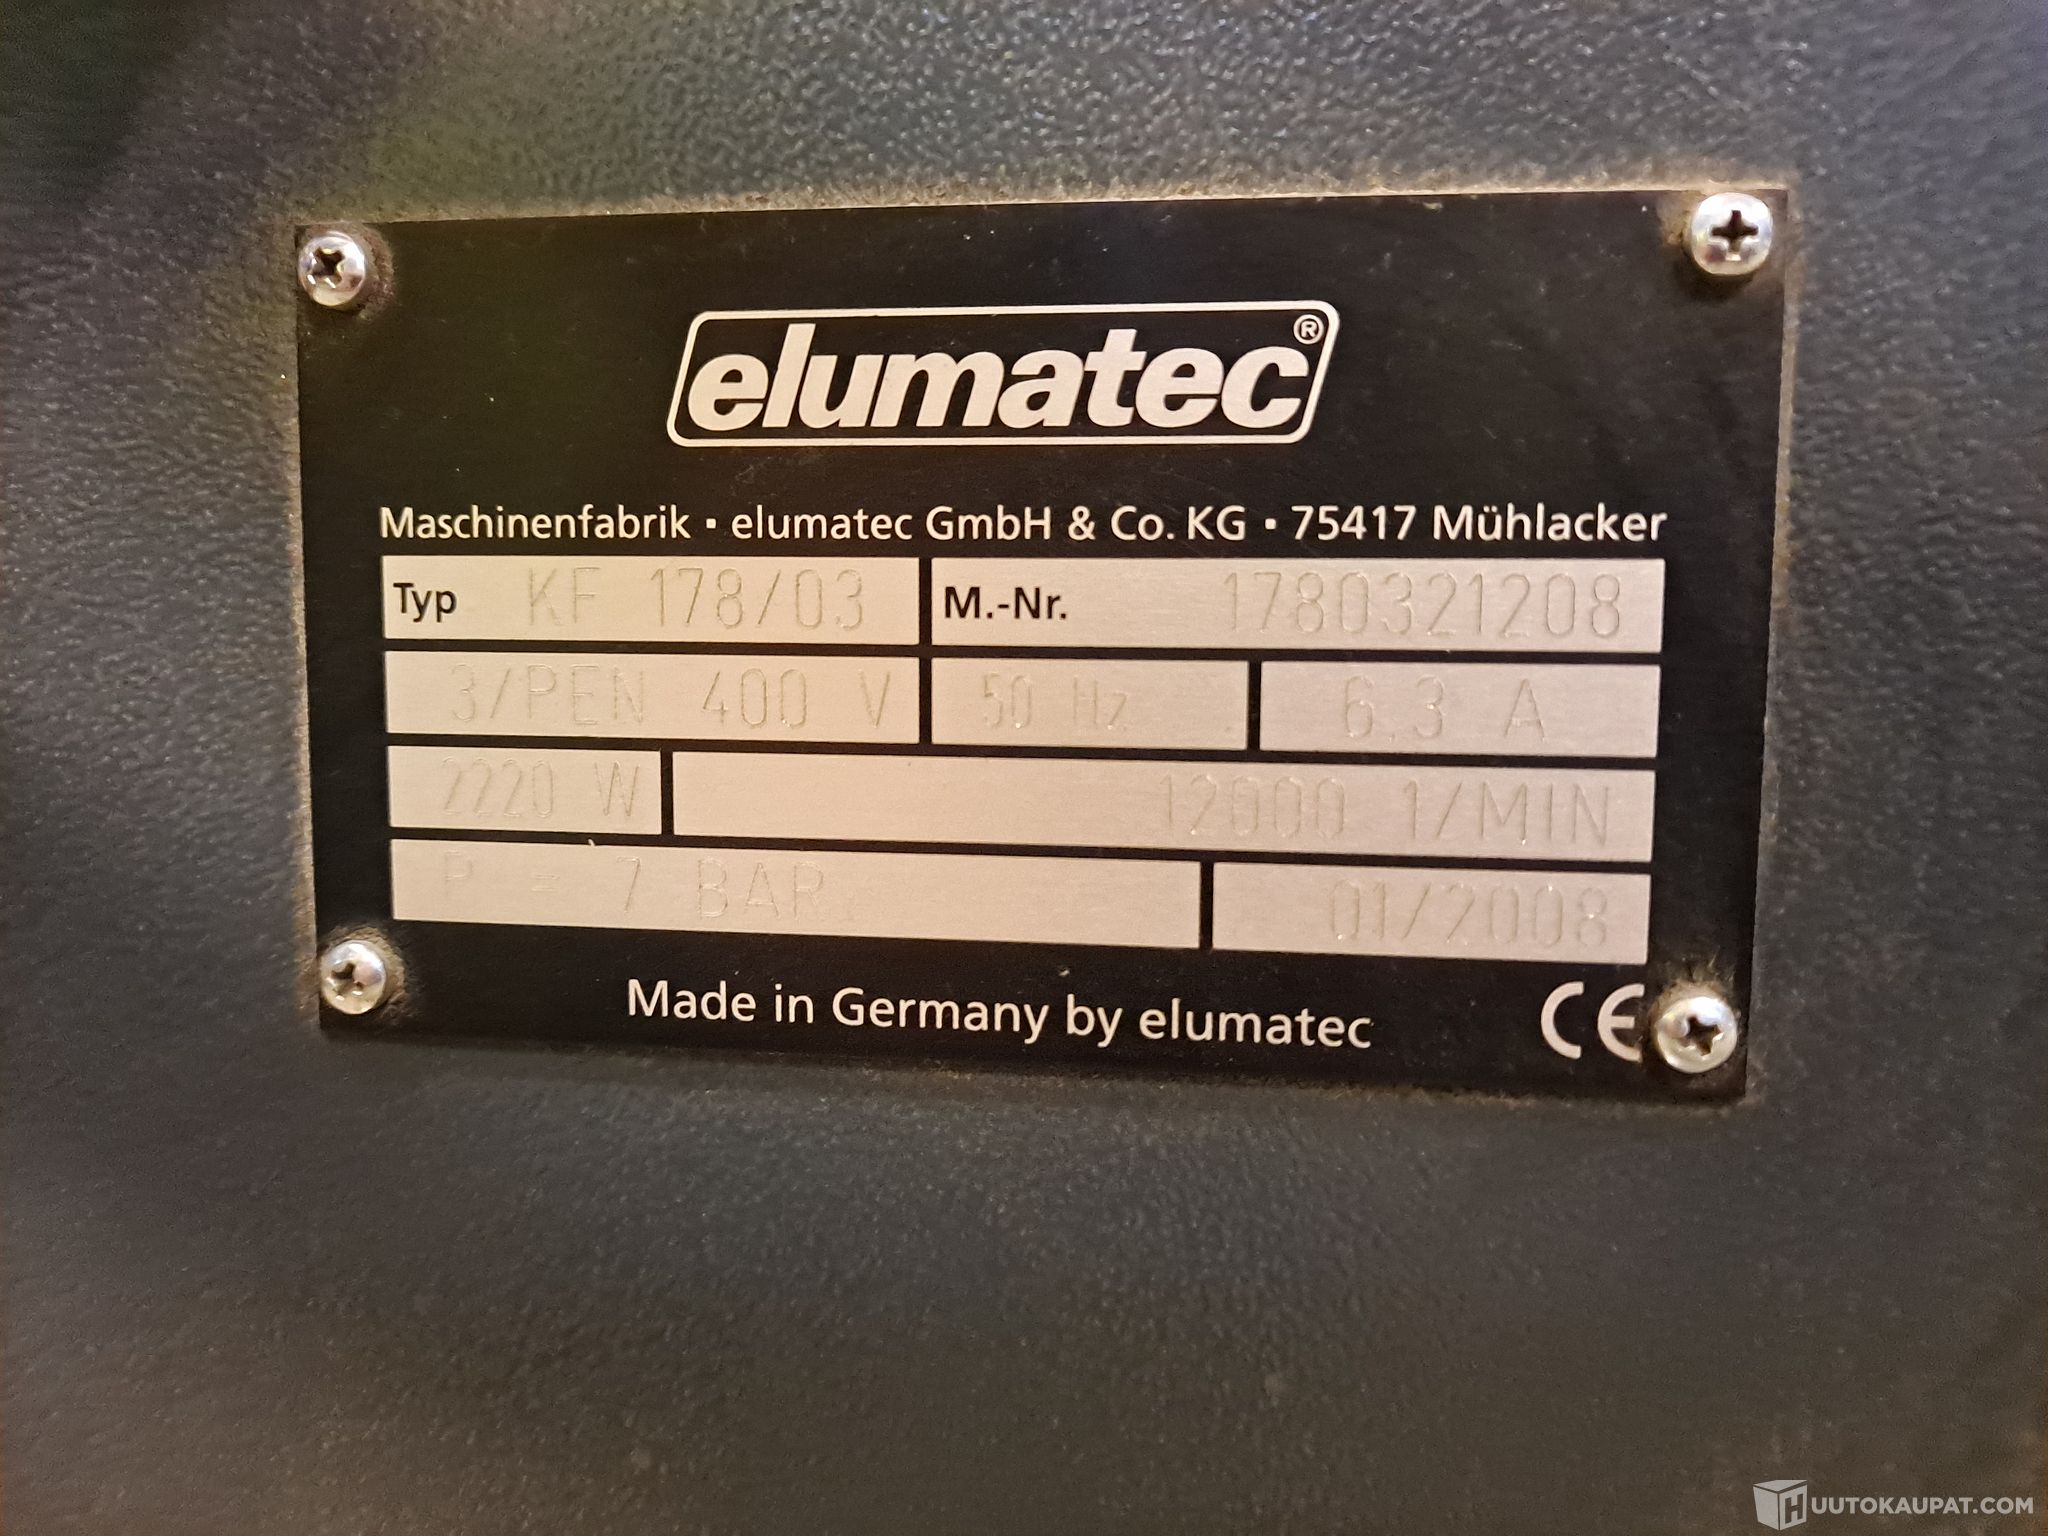 elumatec®
Maschinenfabrik • elumatec GmbH & Co. KG • 75417 Mühlacker
Typ KF 178/03 M.-Nr. 1780321208
3/PEN 400 V 50 Hz 6.3 A
2220 W 12000 1/MIN
P = 7 BAR 01/2008
Made in Germany by elumatec CE
HUUTOKAUPAT.COM